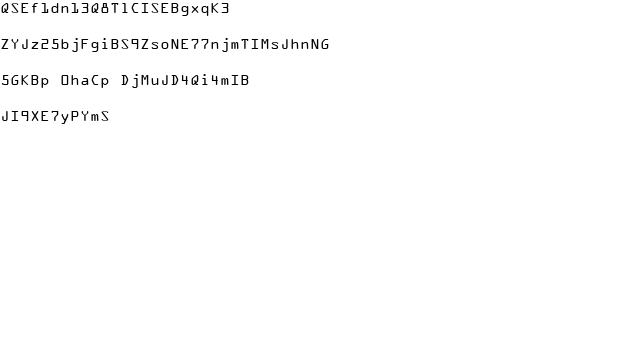 QSEf1dn13Q8T1CISEBgxqK3
ZYJz25bjFgiBS9ZsoNE77njmTIMsJhnNG
5GKBp OhaCp DjMuJD4Qi4mIB
JI9XE7yPYmS